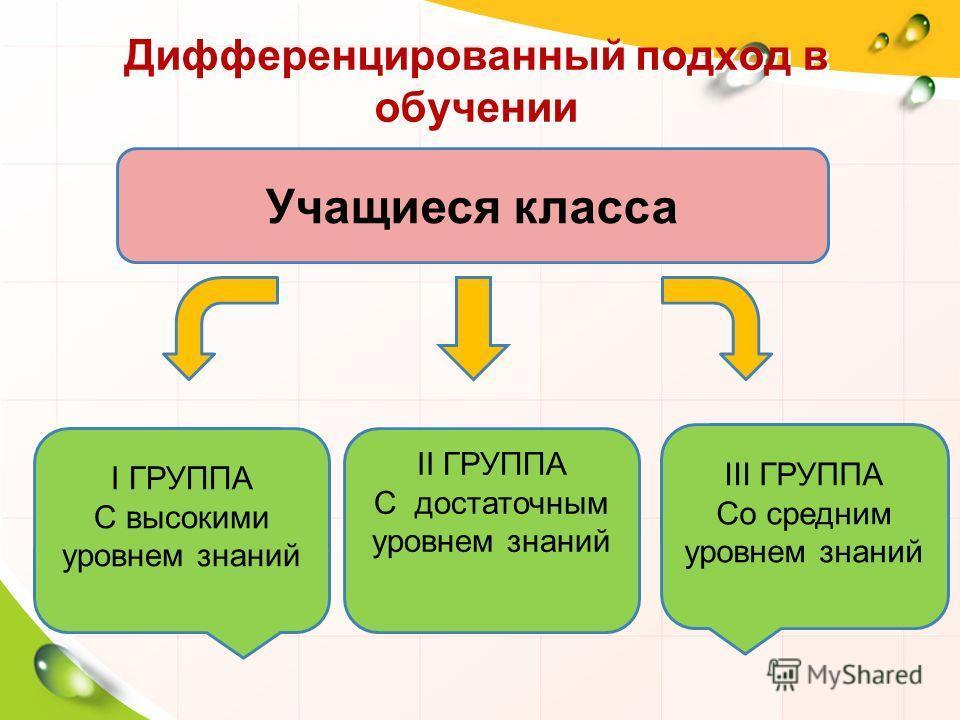 Дифференцированный подход в
обучении
Учащиеся класса
I ГРУППА
С высокими
уровнем знаний
II ГРУППА
С достаточным
уровнем знаний
III ГРУППА
Со средним
уровнем знаний
MyShared